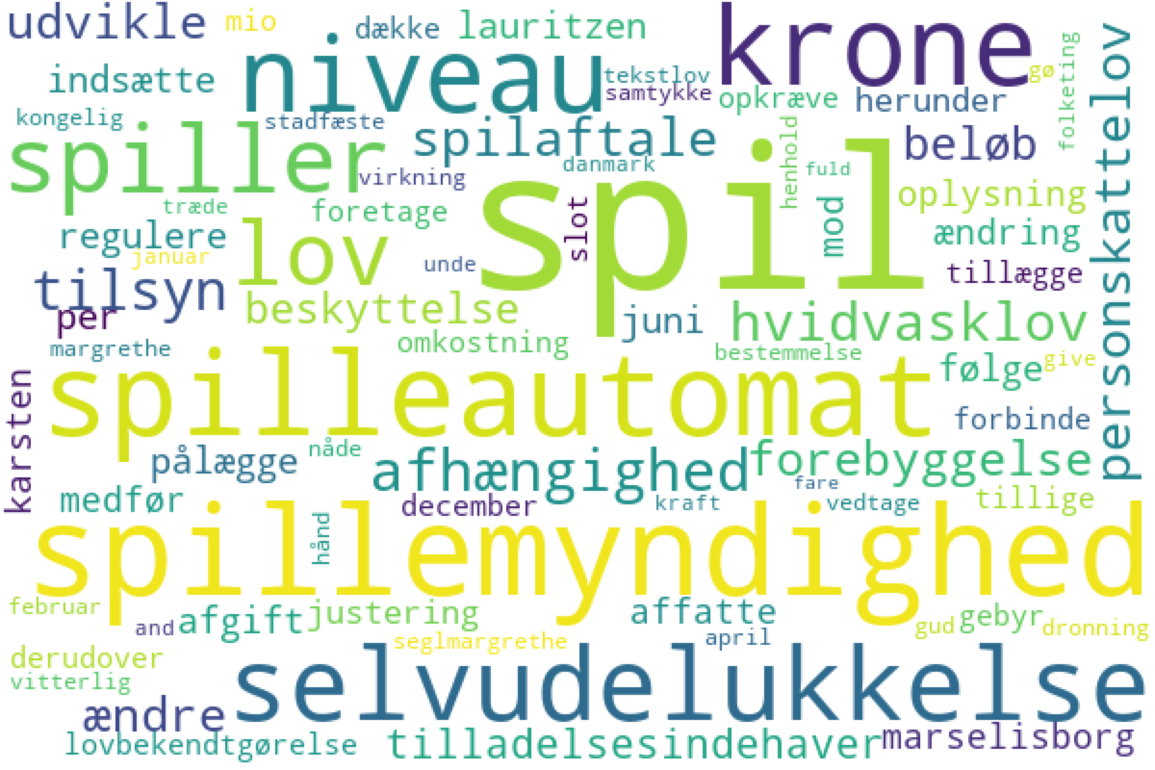 udvikle mio dække lauritzen krone
indsætte niveau tekstlov samtykke gø folketing personskattelov
kongelig stadfæste spilaftale opkræve herunder
spiller virkning danmark henhold fuld beløb
træde foretage spil slot mod oplysning
regulere lov ændring
januar unde tillægge
tilsyn beskyttelse
per juni hvidvasklov
margrethe omkostning bestemmelse give
karsten spilleautomat følge
forbinde
pålægge nåde afhængighed forebyggelse
medfør december kraft fare vedtage tillige
spillemyndighed hånd
februar and afgift justering affatte gud gebyr dronning
seglmargrethe april
derudover selvudelukkelse
vitterlig
ændre
lovbekendtgørelse tilladelsesindehaver marselisborg